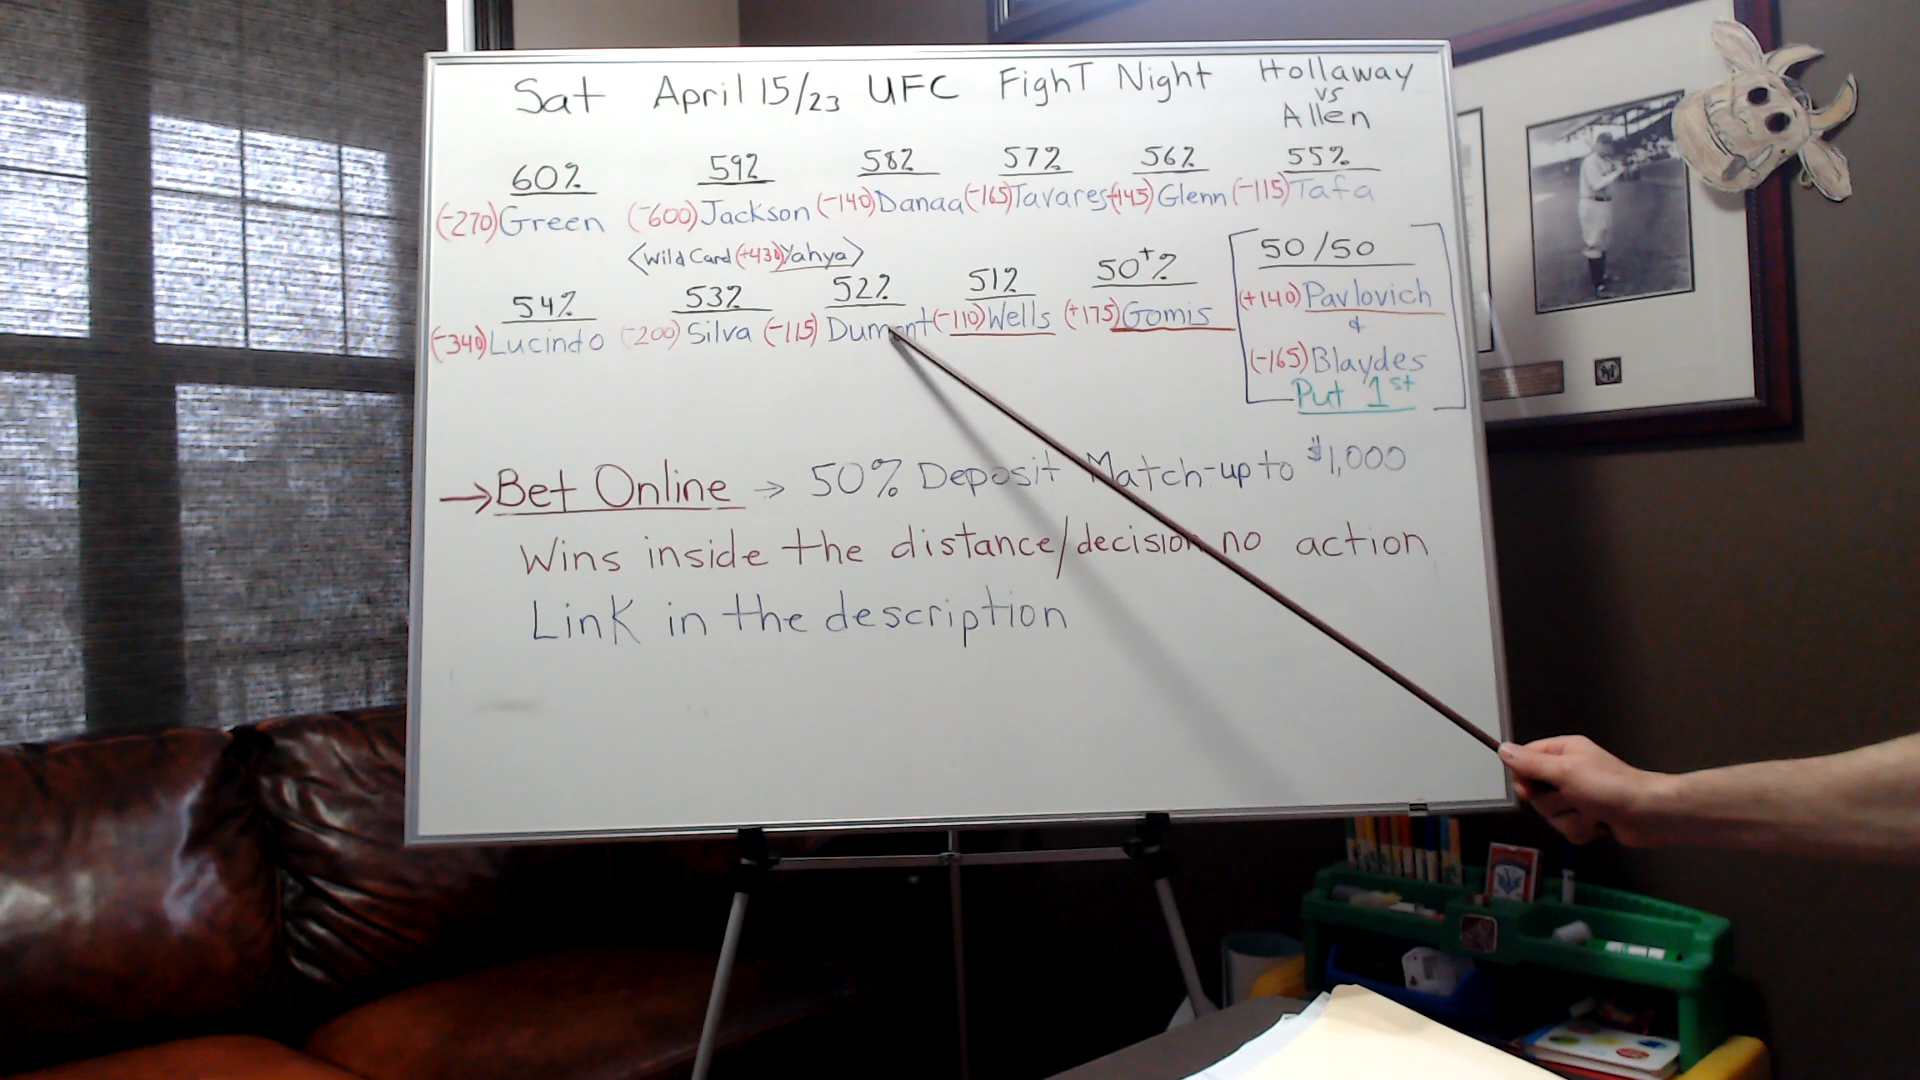 Sat April 15/23 UFC FighT Night Hollaway
vs
Allen
60% 59% 58% 57% 56% 55%
(-270) Green (-600) Jackson (-140) Danaa (-165) Tavares (-145) Glenn (-115) Tafa
<Wild Card (+430) Yahya>
54% 53% 52% 51% 50+% 50/50
(-340) Lucindo (-200) Silva (-115) Dumont (-110) Wells (+175) Gomis (+140) Pavlovich
&
(-165) Blaydes
Put 1st
→ Bet Online → 50% Deposit Match-up to $1,000
Wins inside the distance/decision no action
Link in the description